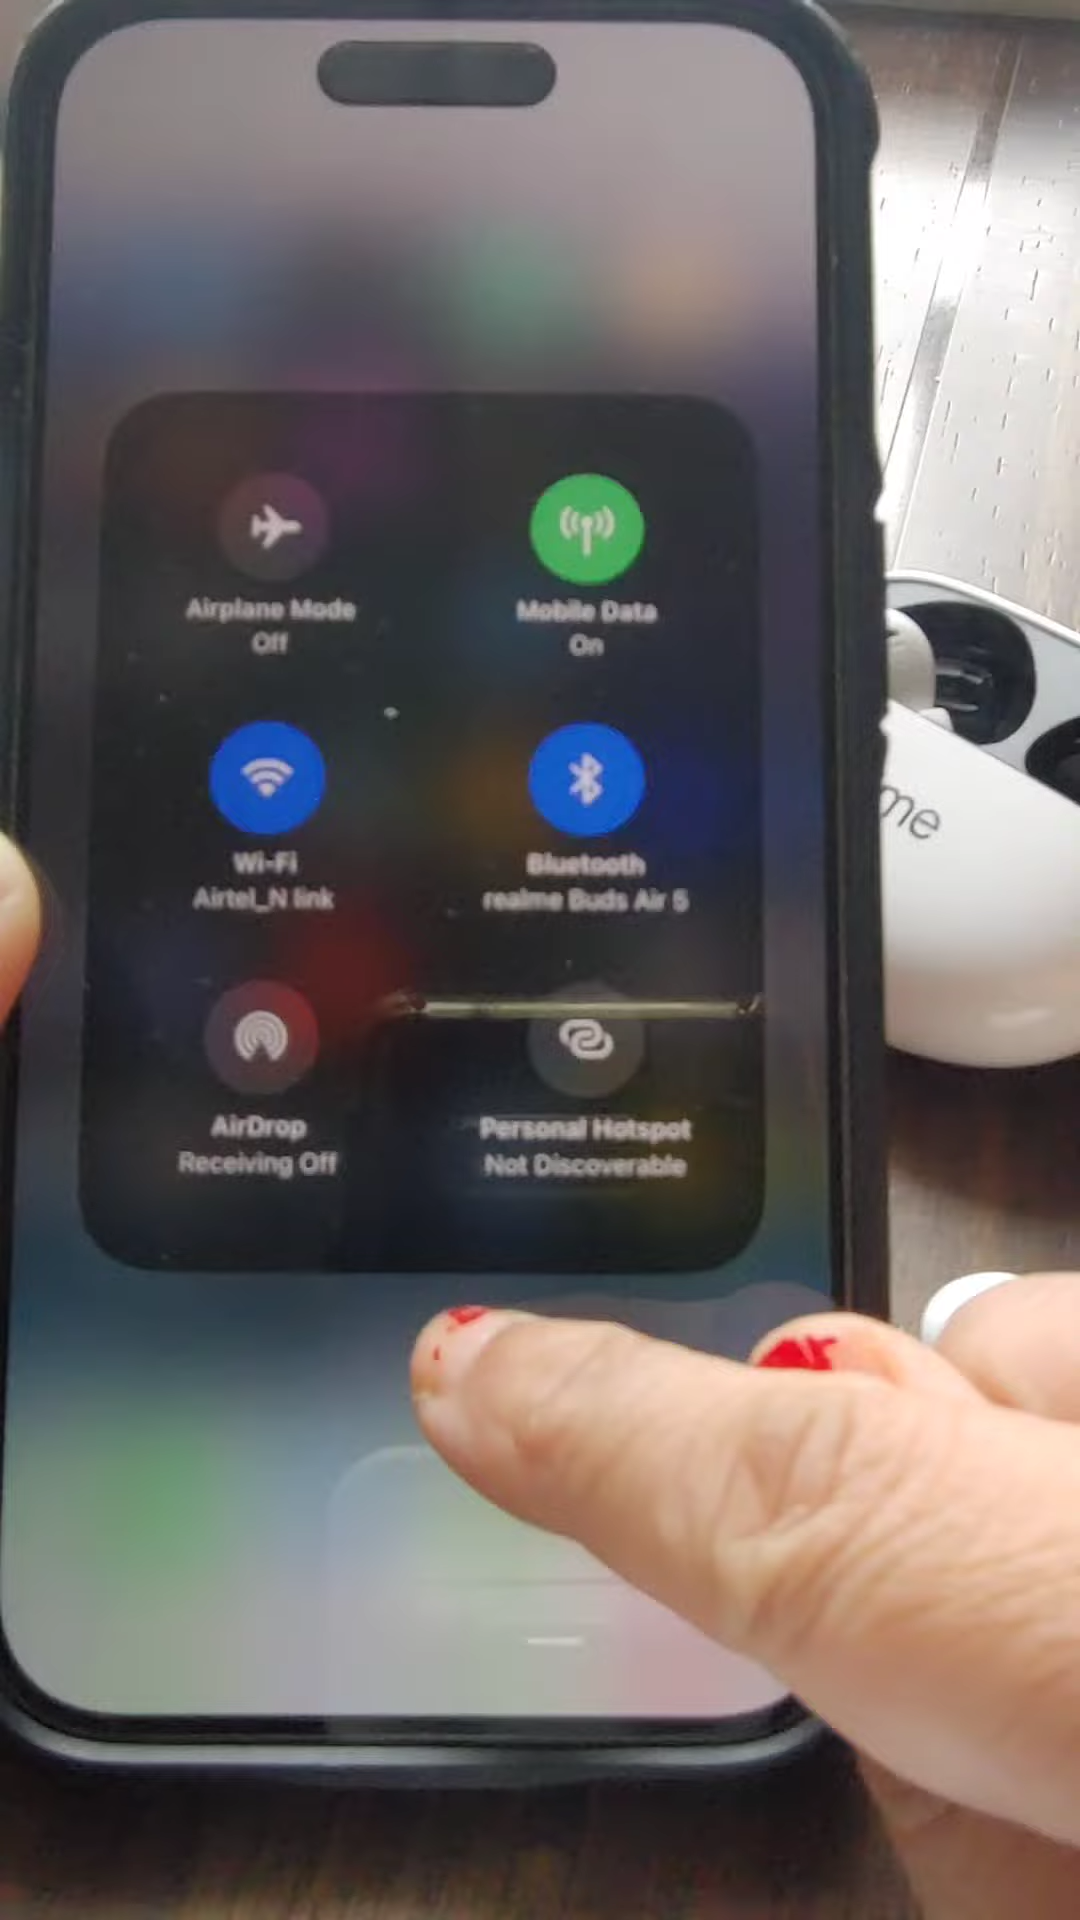 Airplane Mode
Off
Mobile Data
On
Wi-Fi
Airtel_N link
Bluetooth
realme Buds Air 5
AirDrop
Receiving Off
Personal Hotspot
Not Discoverable
me